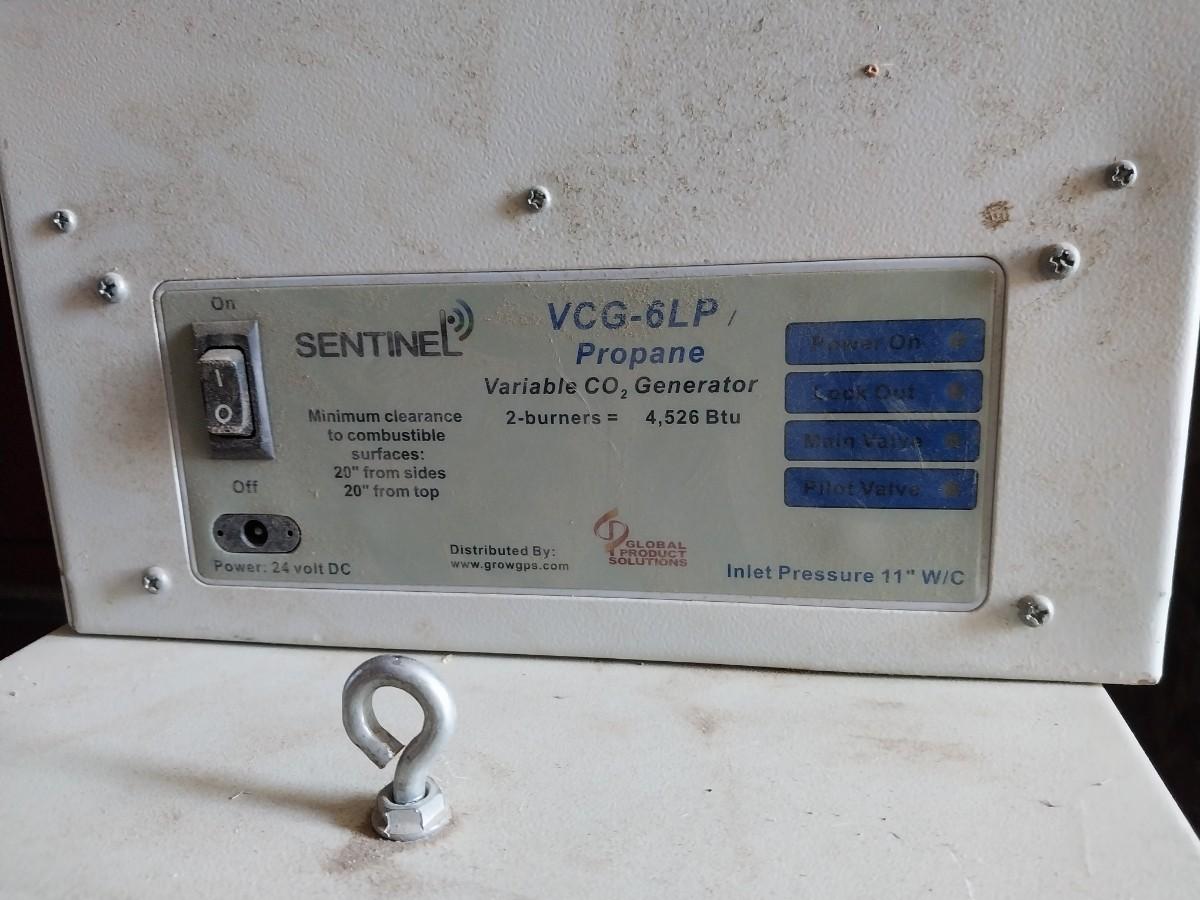 On
I
O
Off
Power: 24 volt DC
SENTINEL
Minimum clearance
to combustible
surfaces:
20" from sides
20" from top
VCG-6LP /
Propane
Variable CO₂ Generator
2-burners = 4,526 Btu
Distributed By:
www.growgps.com
GLOBAL
PRODUCT
SOLUTIONS
Power On
Lock Out
Main Valve
Pilot Valve
Inlet Pressure 11" W/C